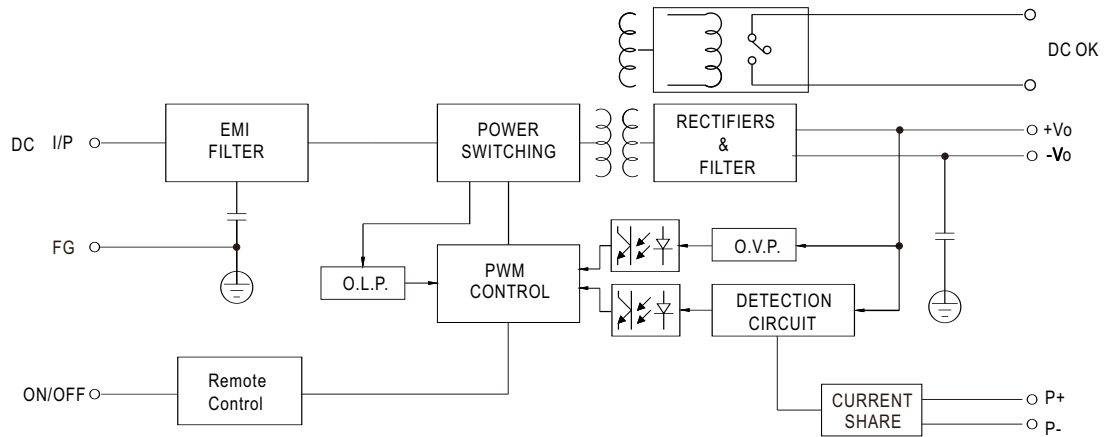 DC OK
DC I/P
EMI
FILTER
POWER
SWITCHING
RECTIFIERS
&
FILTER
+Vo
-Vo
FG
O.L.P.
PWM
CONTROL
O.V.P.
DETECTION
CIRCUIT
ON/OFF
Remote
Control
CURRENT
SHARE
P+
P-